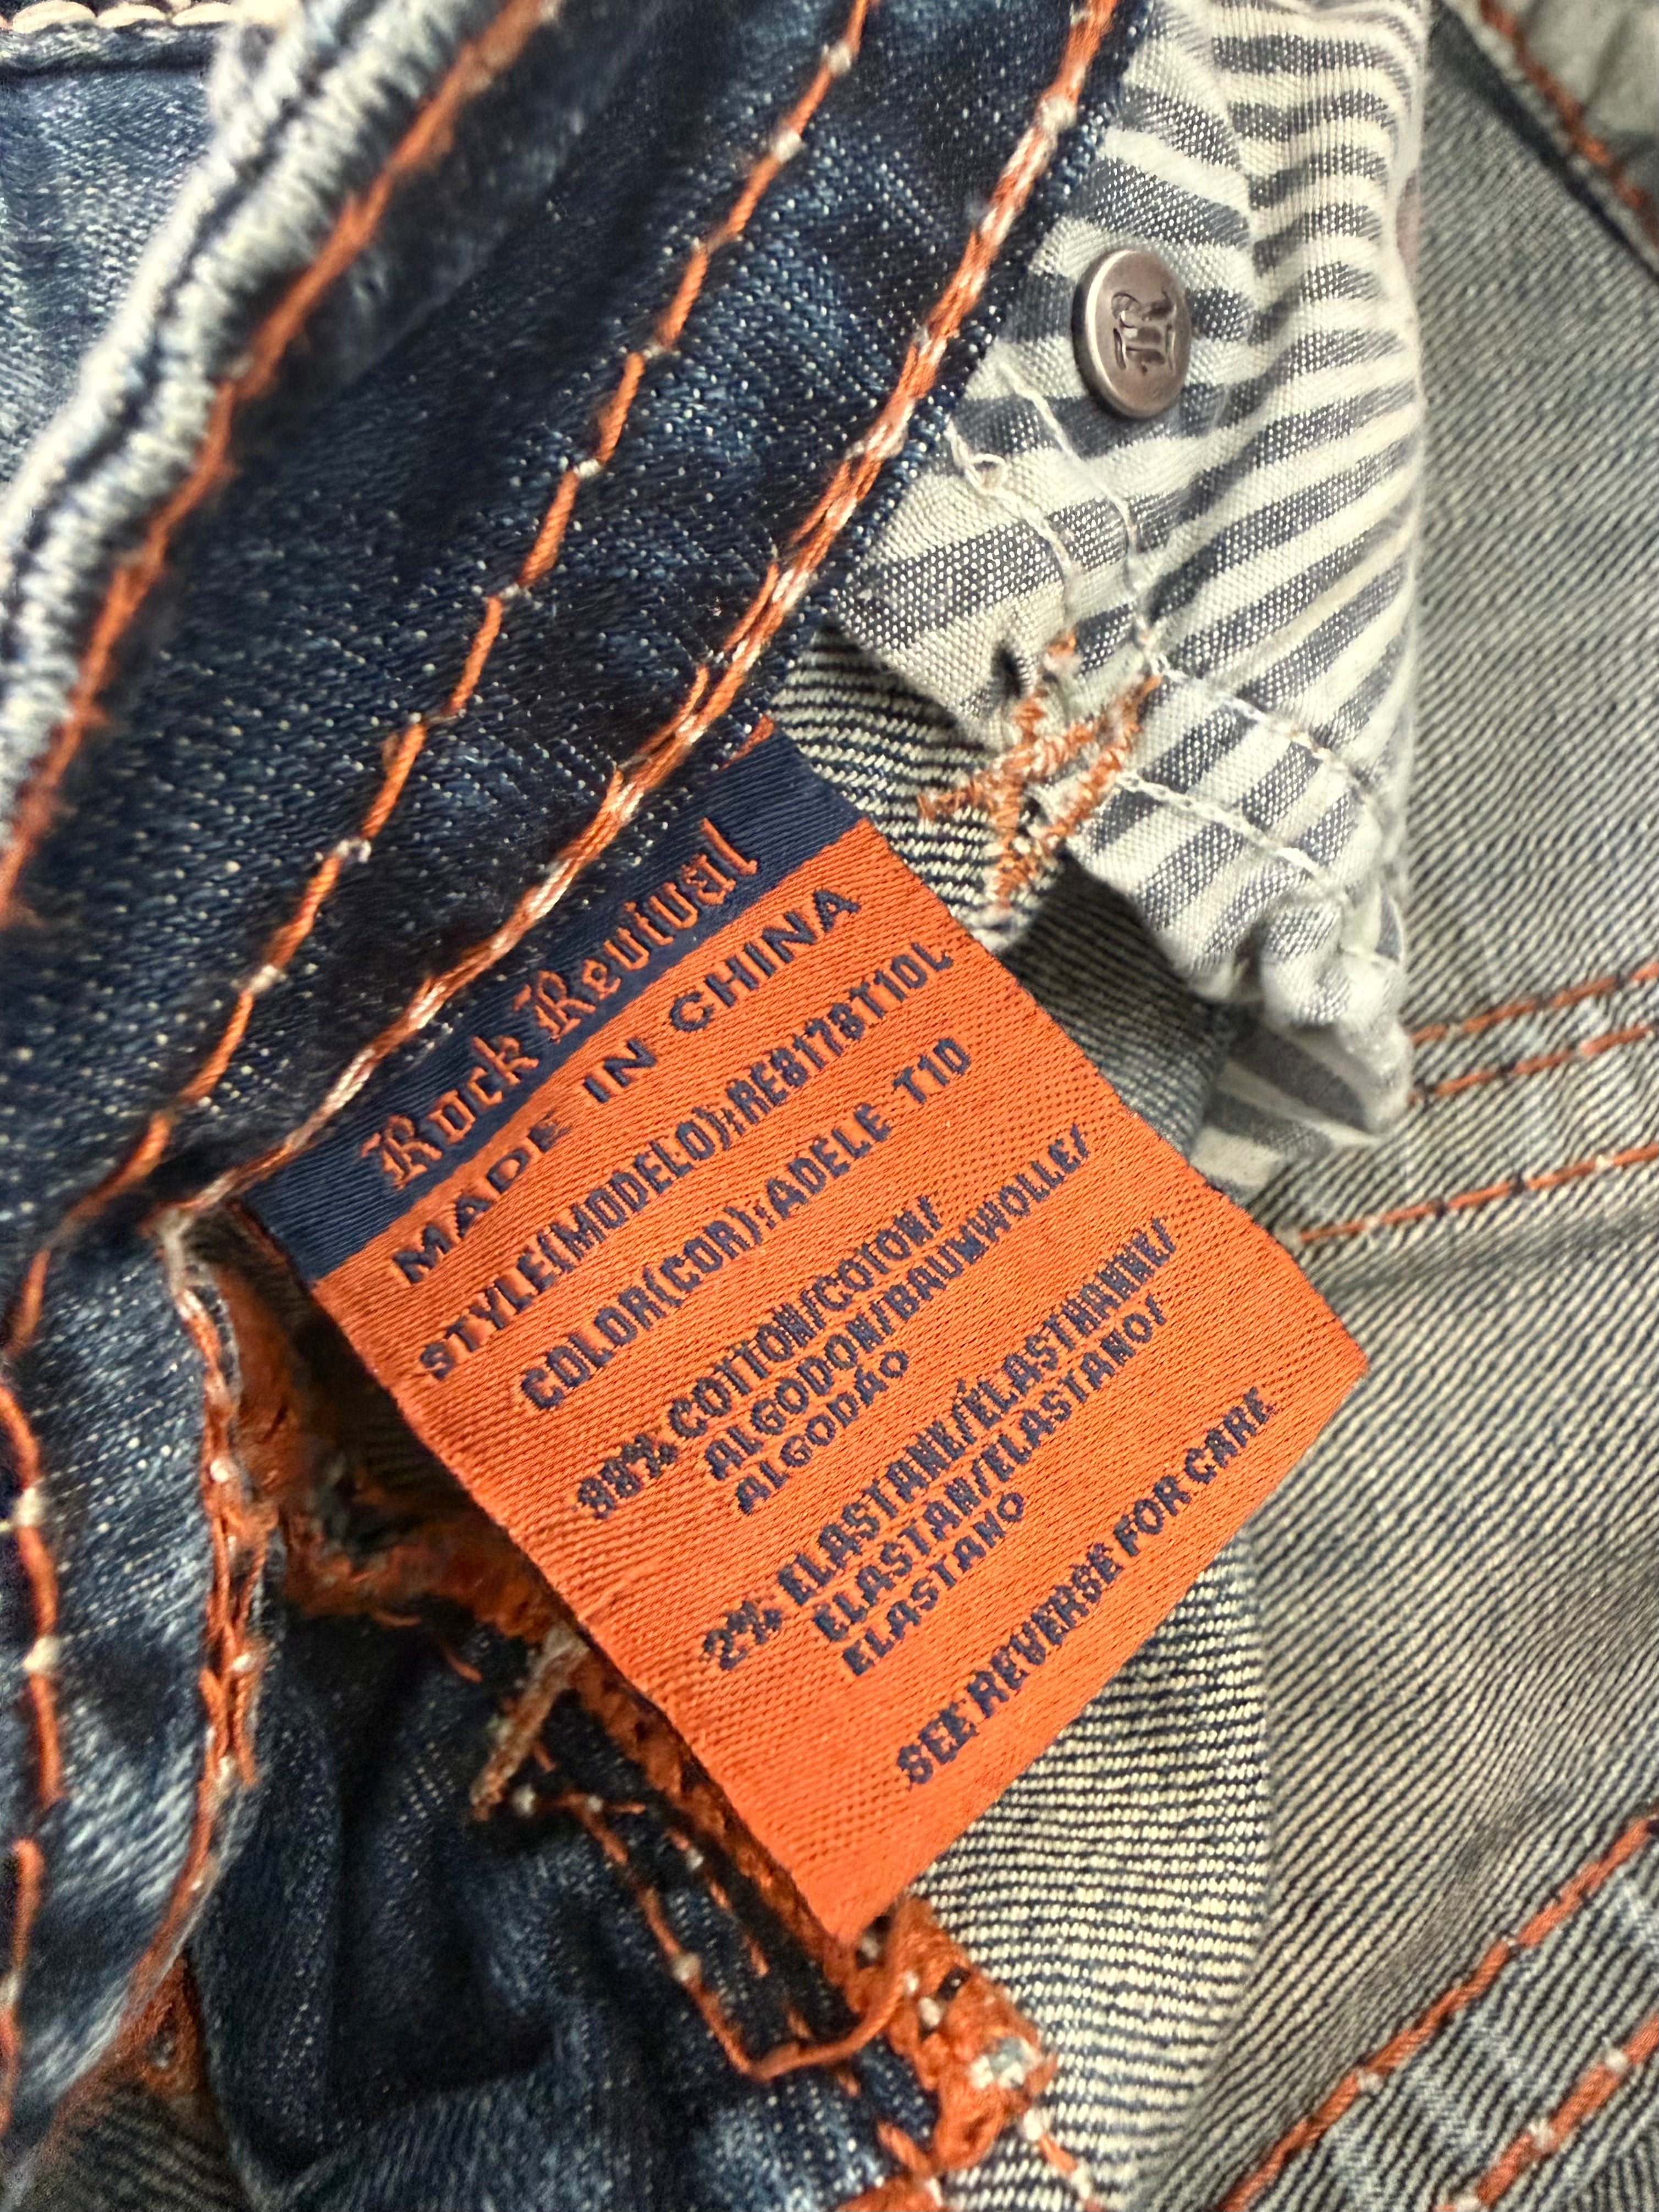 Rock Revival
MADE IN CHINA
STYLE(MODELO):RE8178T10L
COLOR(COR):ADELE T10
98% COTTON/COTON/
ALGODON/BAUMWOLLE/
ALGODÃO
2% ELASTANE/ÉLASTHANNE/
ELASTAN/ELASTANO/
ELASTANO
SEE REVERSE FOR CARE
R